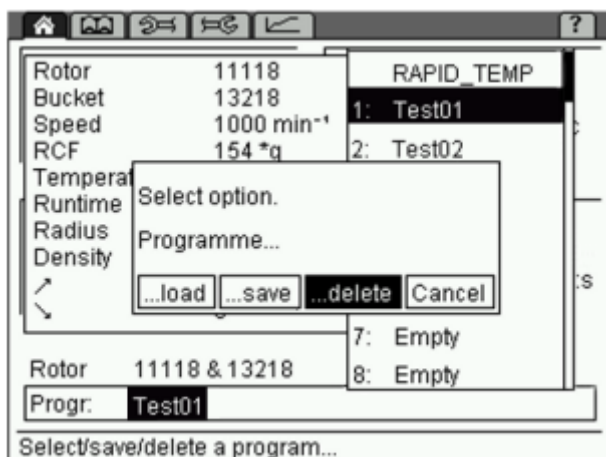 ?
Rotor 11118
Bucket 13218
Speed 1000 min⁻¹
RCF 154 *g
Temperat
Runtime
Radius
Density
RAPID_TEMP
1: Test01
2: Test02
Select option.
Programme...
...load ...save ...delete Cancel
7: Empty
8: Empty
Rotor 11118 & 13218
Progr: Test01
Select/save/delete a program...